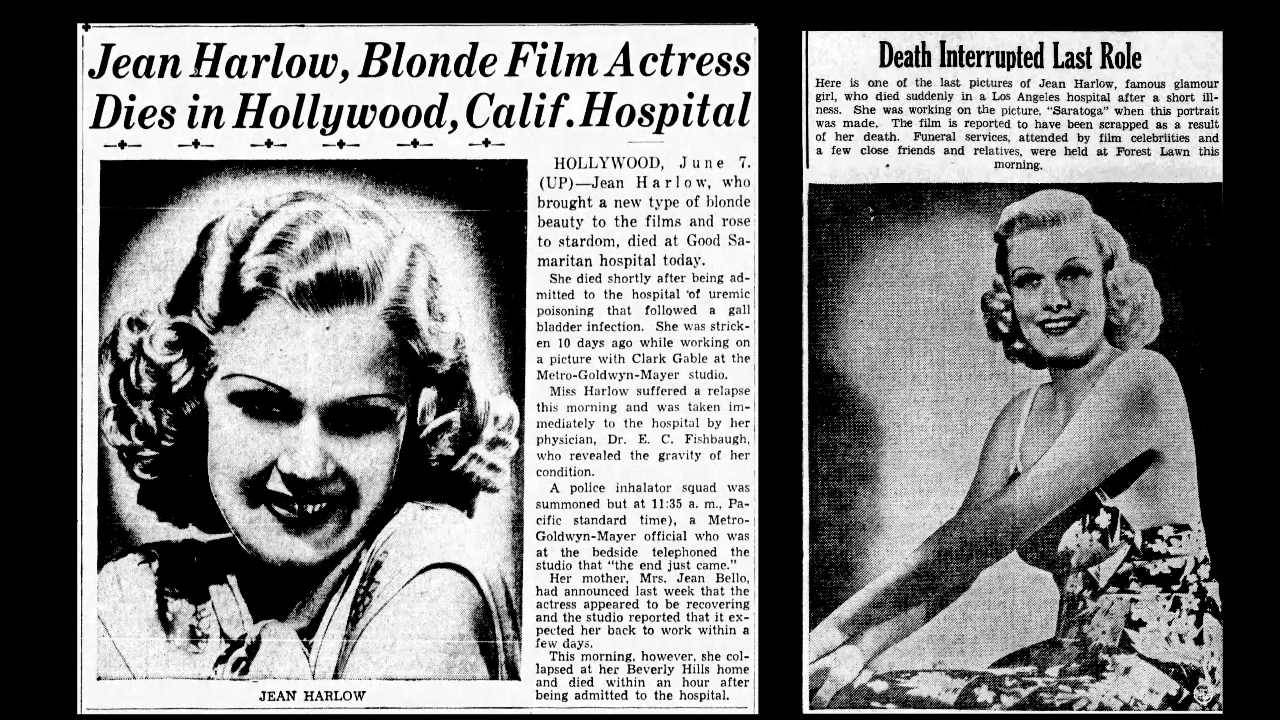 Jean Harlow, Blonde Film Actress
Dies in Hollywood, Calif. Hospital
HOLLYWOOD, June 7.
(UP)—Jean Harlow, who
brought a new type of blonde
beauty to the films and rose
to stardom, died at Good Sa-
maritan hospital today.
She died shortly after being ad-
mitted to the hospital of uremic
poisoning that followed a gall
bladder infection. She was strick-
en 10 days ago while working on
a picture with Clark Gable at the
Metro-Goldwyn-Mayer studio.
Miss Harlow suffered a relapse
this morning and was taken im-
mediately to the hospital by her
physician, Dr. E. C. Fishbaugh,
who revealed the gravity of her
condition.
A police inhalator squad was
summoned but at 11:35 a. m., Pa-
cific standard time), a Metro-
Goldwyn-Mayer official who was
at the bedside telephoned the
studio that "the end just came."
Her mother, Mrs. Jean Bello,
had announced last week that the
actress appeared to be recovering
and the studio reported that it ex-
pected her back to work within a
few days.
This morning, however, she col-
lapsed at her Beverly Hills home
and died within an hour after
being admitted to the hospital.
JEAN HARLOW
Death Interrupted Last Role
Here is one of the last pictures of Jean Harlow, famous glamour
girl, who died suddenly in a Los Angeles hospital after a short ill-
ness. She was working on the picture, "Saratoga" when this portrait
was made. The film is reported to have been scrapped as a result
of her death. Funeral services, attended by film celebriities and
a few close friends and relatives, were held at Forest Lawn this
morning.